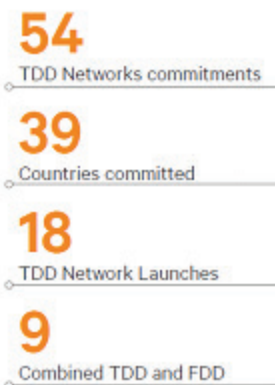 54
TDD Networks commitments
39
Countries committed
18
TDD Network Launches
9
Combined TDD and FDD